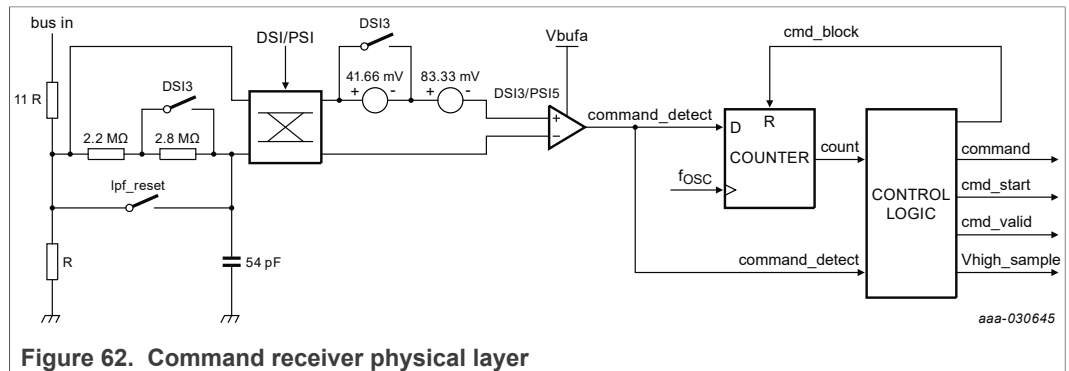 bus in
DSI/PSI
DSI3
Vbufa
cmd_block
41.66 mV
83.33 mV
11 R
DSI3
DSI3/PSI5
+ - + -
command_detect
D
R
2.2 MΩ
2.8 MΩ
+
−
COUNTER
count
command
fOSC
CONTROL
LOGIC
cmd_start
lpf_reset
cmd_valid
R
54 pF
command_detect
Vhigh_sample
aaa-030645
Figure 62. Command receiver physical layer